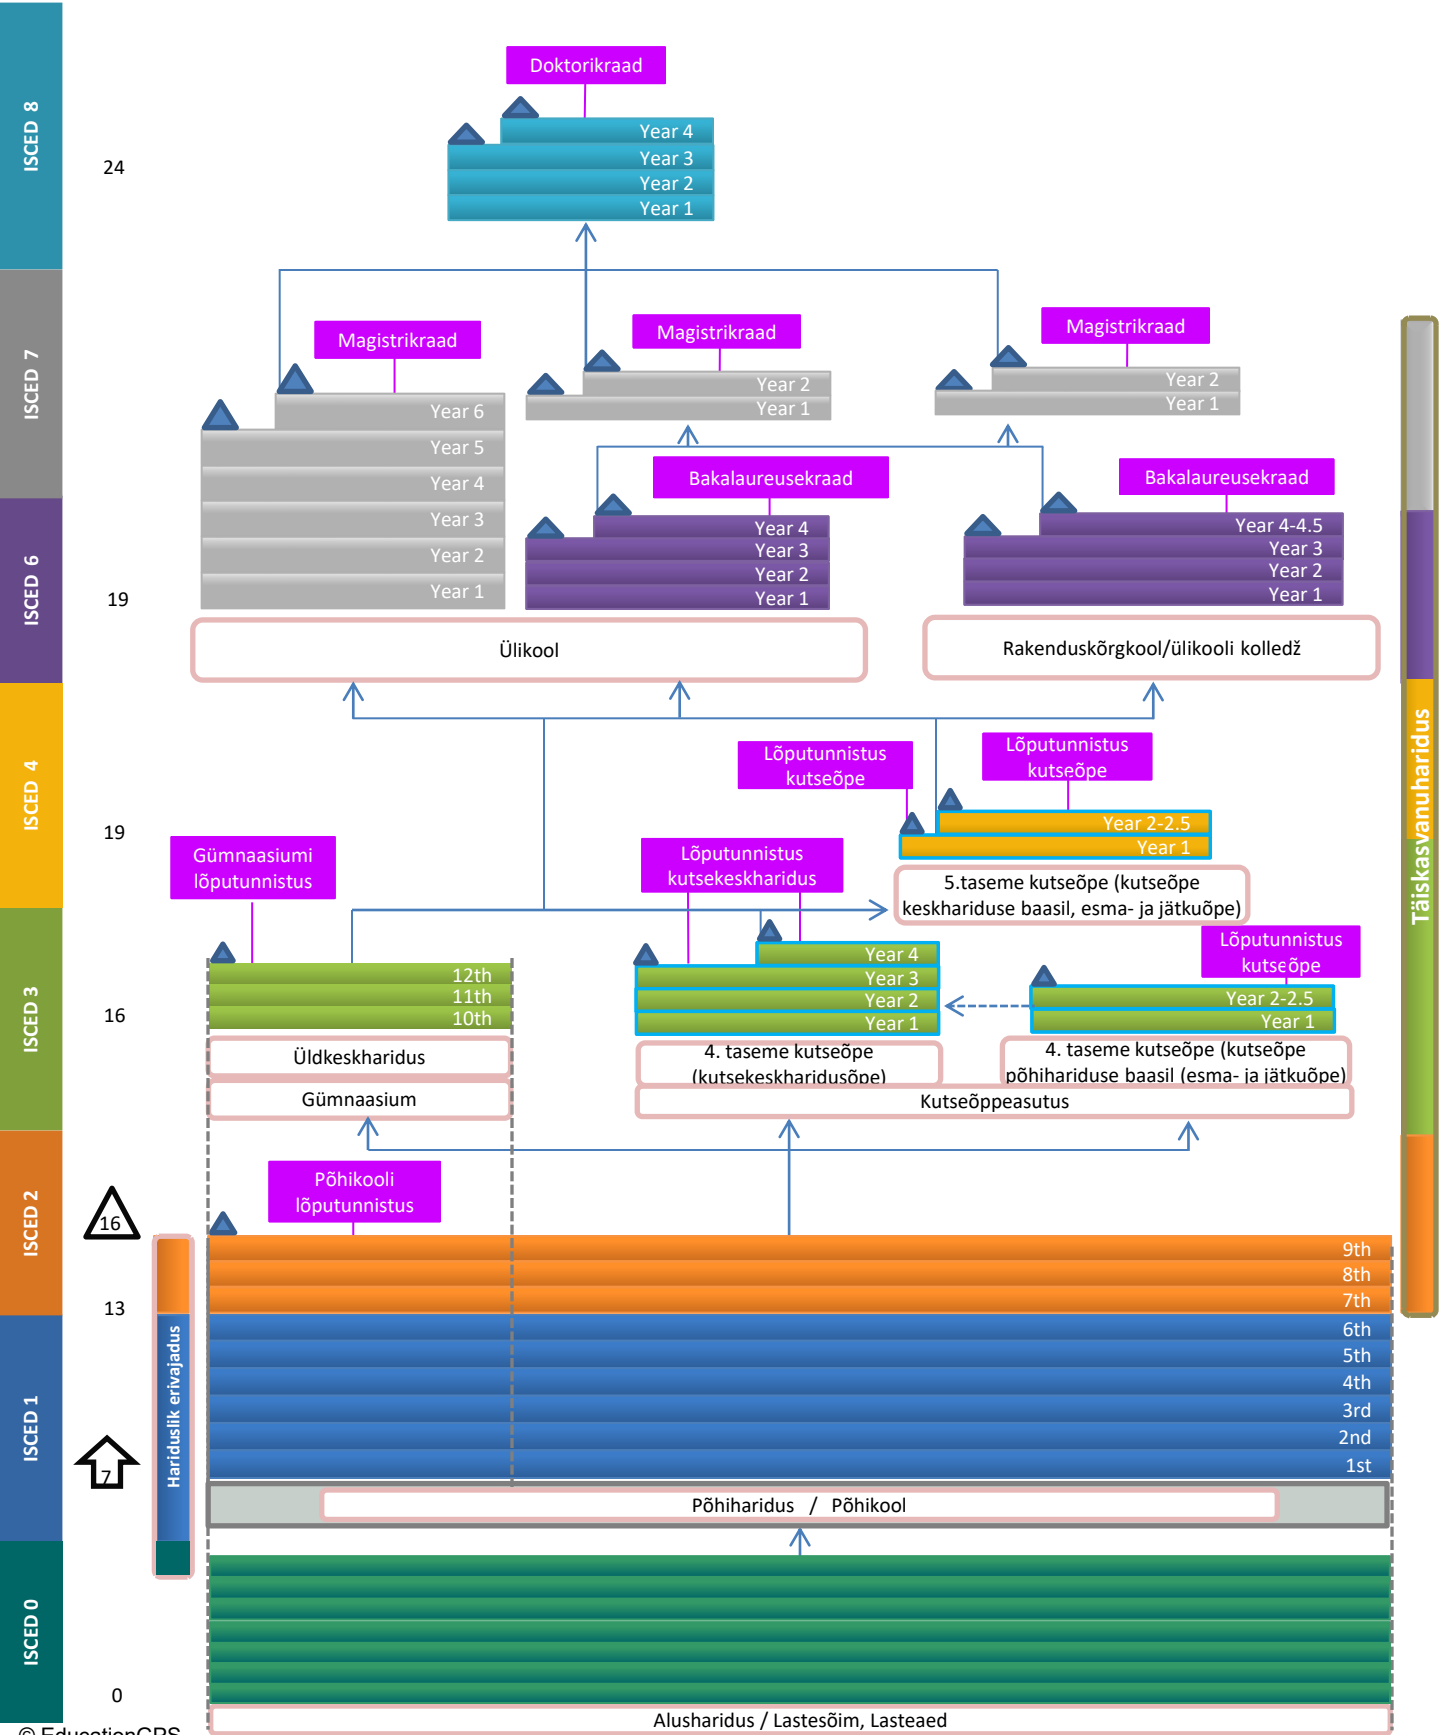 ISCED 8
ISCED 7
ISCED 6
ISCED 4
ISCED 3
ISCED 2
ISCED 1
ISCED 0
24
19
19
16
16
13
7
0
Doktorikraad
Year 4
Year 3
Year 2
Year 1
Magistrikraad
Year 6
Year 5
Year 4
Year 3
Year 2
Year 1
Magistrikraad
Year 2
Year 1
Magistrikraad
Year 2
Year 1
Bakalaureusekraad
Year 4
Year 3
Year 2
Year 1
Bakalaureusekraad
Year 4-4.5
Year 3
Year 2
Year 1
Ülikool
Rakenduskõrgkool/ülikooli kolledž
Lõputunnistus
kutseõpe
Lõputunnistus
kutseõpe
Year 2-2.5
Year 1
5.taseme kutseõpe (kutseõpe
keskhariduse baasil, esma- ja jätkuõpe)
Gümnaasiumi
lõputunnistus
12th
11th
10th
Üldkeskharidus
Gümnaasium
Lõputunnistus
kutsekeskharidus
Year 4
Year 3
Year 2
Year 1
4. taseme kutseõpe
(kutsekeskharidusõpe)
Lõputunnistus
kutseõpe
Year 2-2.5
Year 1
4. taseme kutseõpe (kutseõpe
põhihariduse baasil (esma- ja jätkuõpe)
Kutseõppeasutus
Põhikooli
lõputunnistus
9th
8th
7th
6th
5th
4th
3rd
2nd
1st
Põhiharidus / Põhikool
Alusharidus / Lastesõim, Lasteaed
Hariduslik erivajadus
Täiskasvanuharidus
© EducationGPS